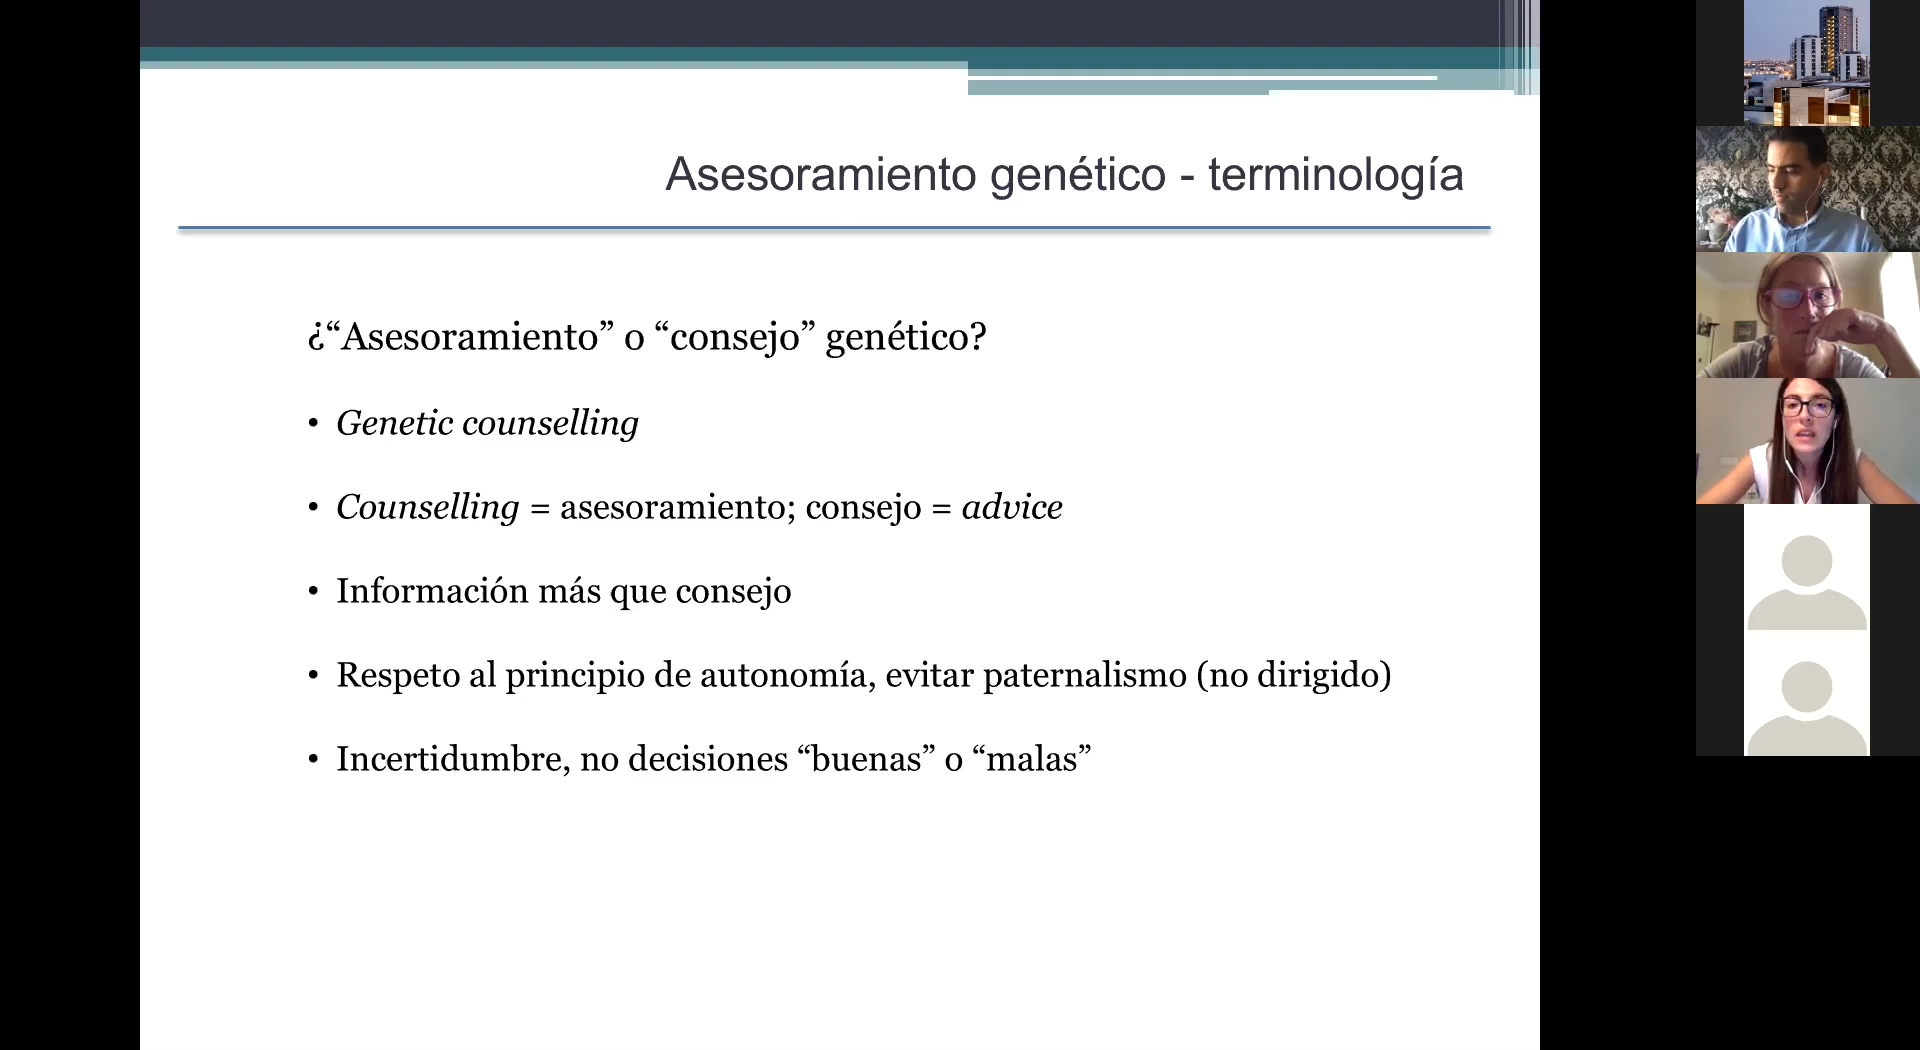 Asesoramiento genético - terminología
¿“Asesoramiento” o “consejo” genético?
• Genetic counselling
• Counselling = asesoramiento; consejo = advice
• Información más que consejo
• Respeto al principio de autonomía, evitar paternalismo (no dirigido)
• Incertidumbre, no decisiones “buenas” o “malas”